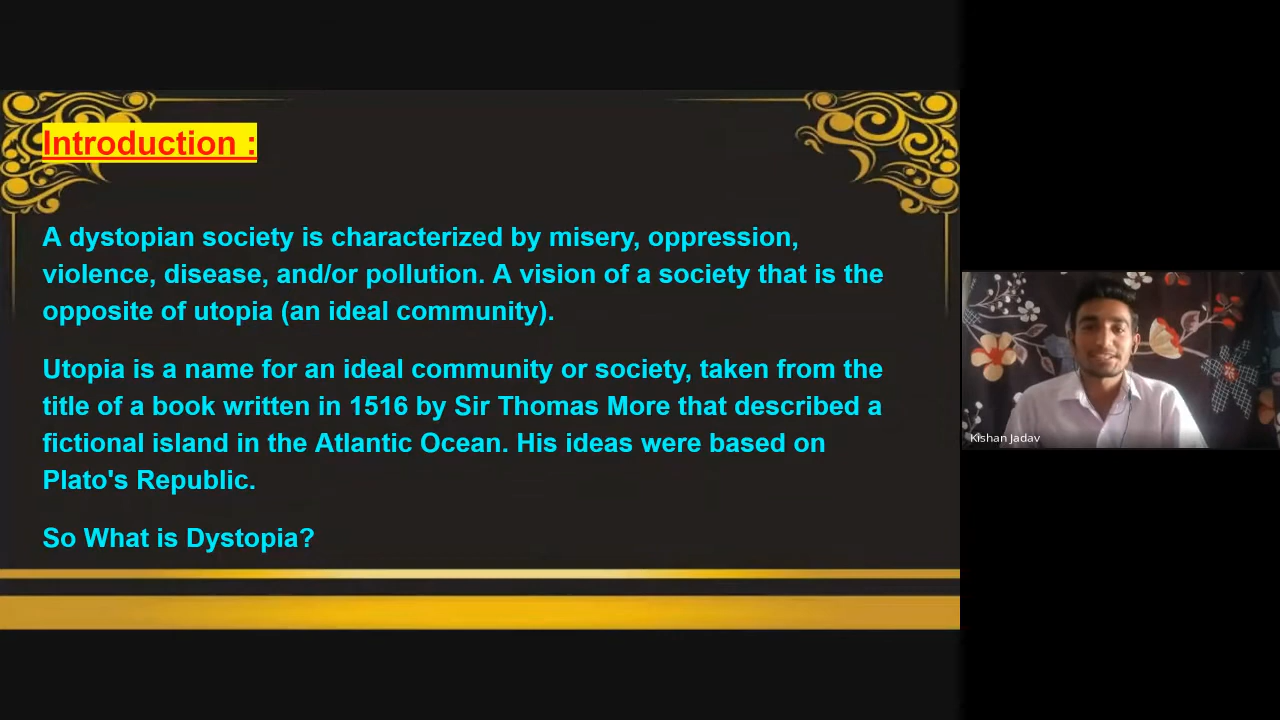 Introduction :
A dystopian society is characterized by misery, oppression,
violence, disease, and/or pollution. A vision of a society that is the
opposite of utopia (an ideal community).
Utopia is a name for an ideal community or society, taken from the
title of a book written in 1516 by Sir Thomas More that described a
fictional island in the Atlantic Ocean. His ideas were based on
Plato's Republic.
So What is Dystopia?
Kishan Jadav